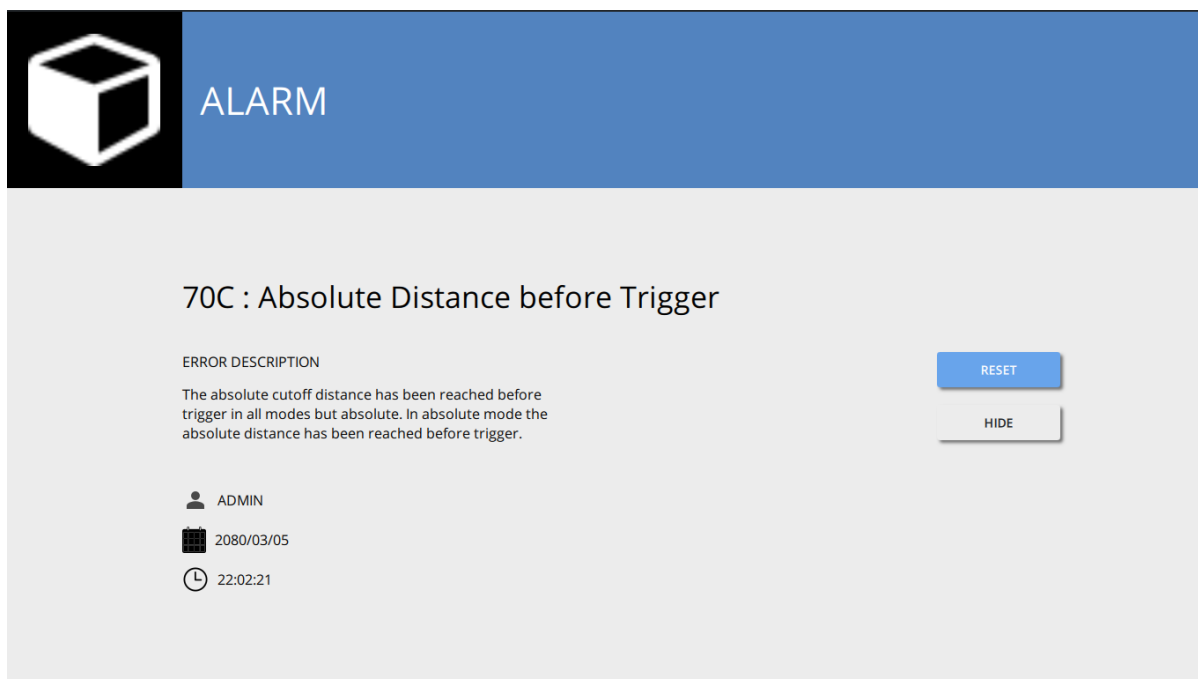 ALARM
70C : Absolute Distance before Trigger
ERROR DESCRIPTION
The absolute cutoff distance has been reached before
trigger in all modes but absolute. In absolute mode the
absolute distance has been reached before trigger.
RESET
HIDE
ADMIN
2080/03/05
22:02:21